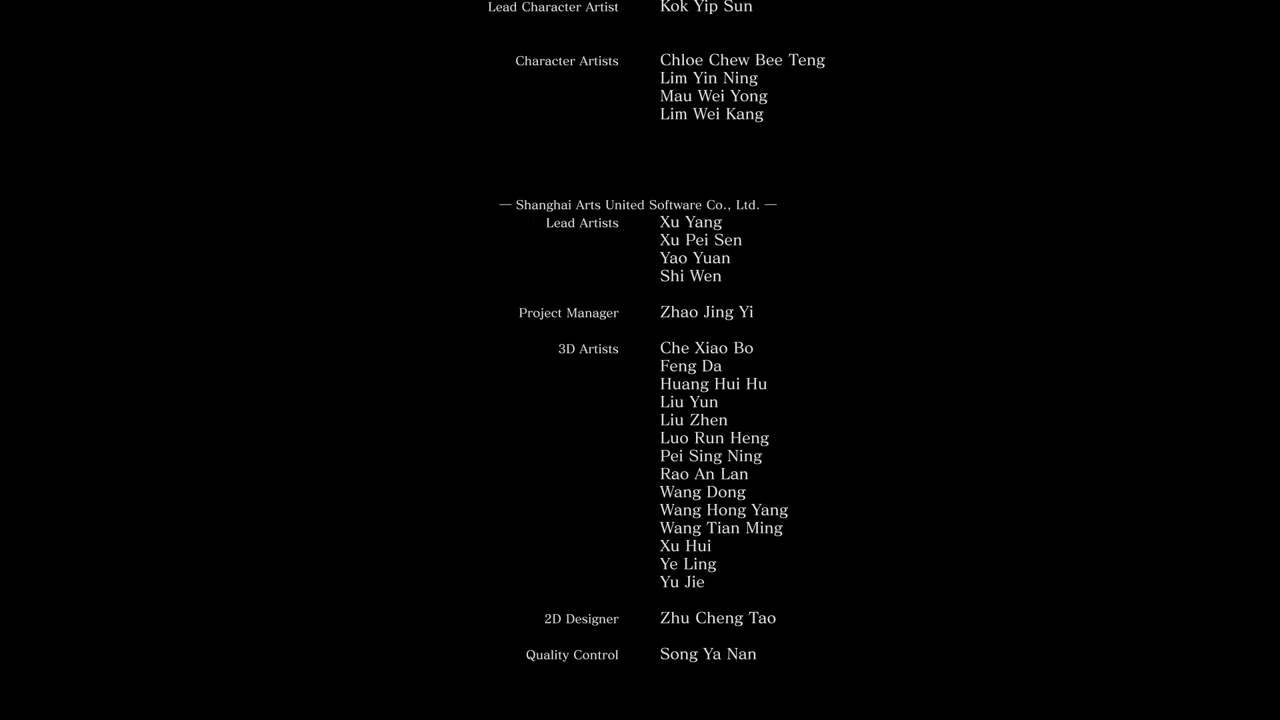 Lead Character Artist Kok Yip Sun
Character Artists Chloe Chew Bee Teng
Lim Yin Ning
Mau Wei Yong
Lim Wei Kang
— Shanghai Arts United Software Co., Ltd. —
Lead Artists Xu Yang
Xu Pei Sen
Yao Yuan
Shi Wen
Project Manager Zhao Jing Yi
3D Artists Che Xiao Bo
Feng Da
Huang Hui Hu
Liu Yun
Liu Zhen
Luo Run Heng
Pei Sing Ning
Rao An Lan
Wang Dong
Wang Hong Yang
Wang Tian Ming
Xu Hui
Ye Ling
Yu Jie
2D Designer Zhu Cheng Tao
Quality Control Song Ya Nan